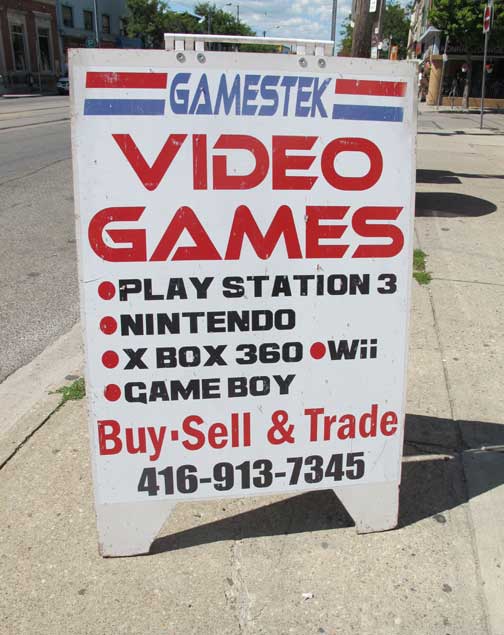 GAMESTEK
VIDEO
GAMES
•PLAY STATION 3
•NINTENDO
•X BOX 360 •Wii
•GAME BOY
Buy·Sell & Trade
416-913-7345